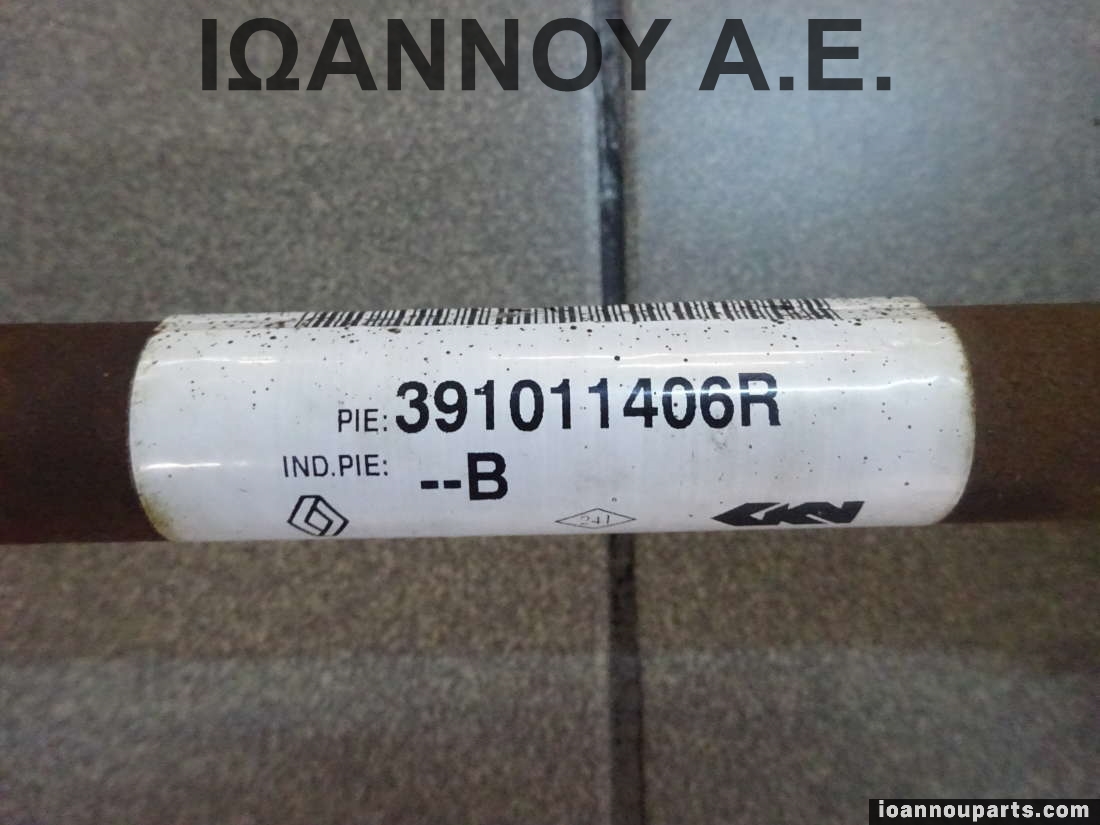 ΙΩΑΝΝΟΥ Α.Ε.
PIE: 391011406R
IND.PIE: --B
241 GKN
ioannouparts.com